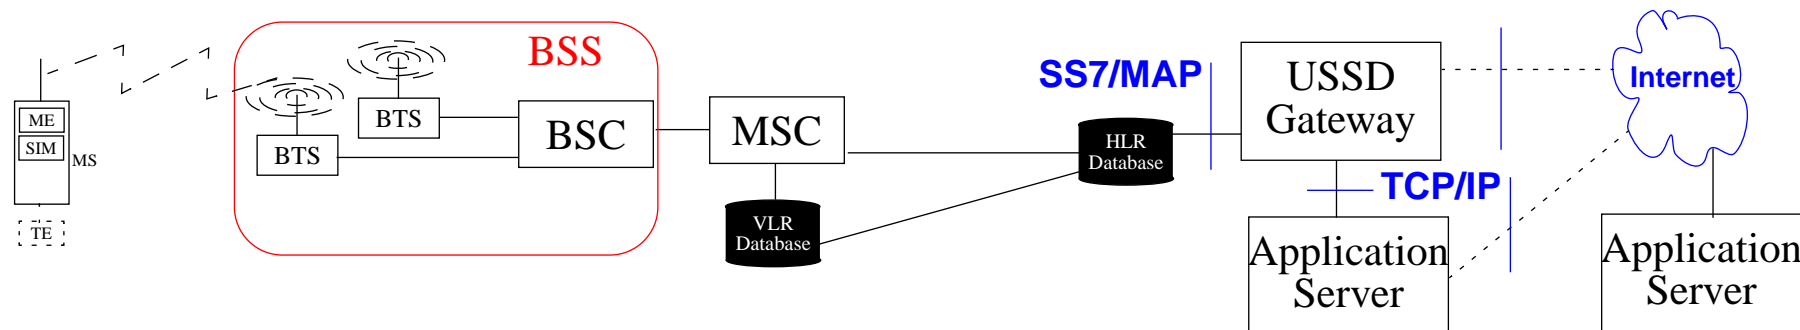 BSS
ME
SIM
MS
TE
BTS
BTS
BSC
MSC
VLR
Database
HLR
Database
SS7/MAP
USSD
Gateway
TCP/IP
Internet
Application
Server
Application
Server